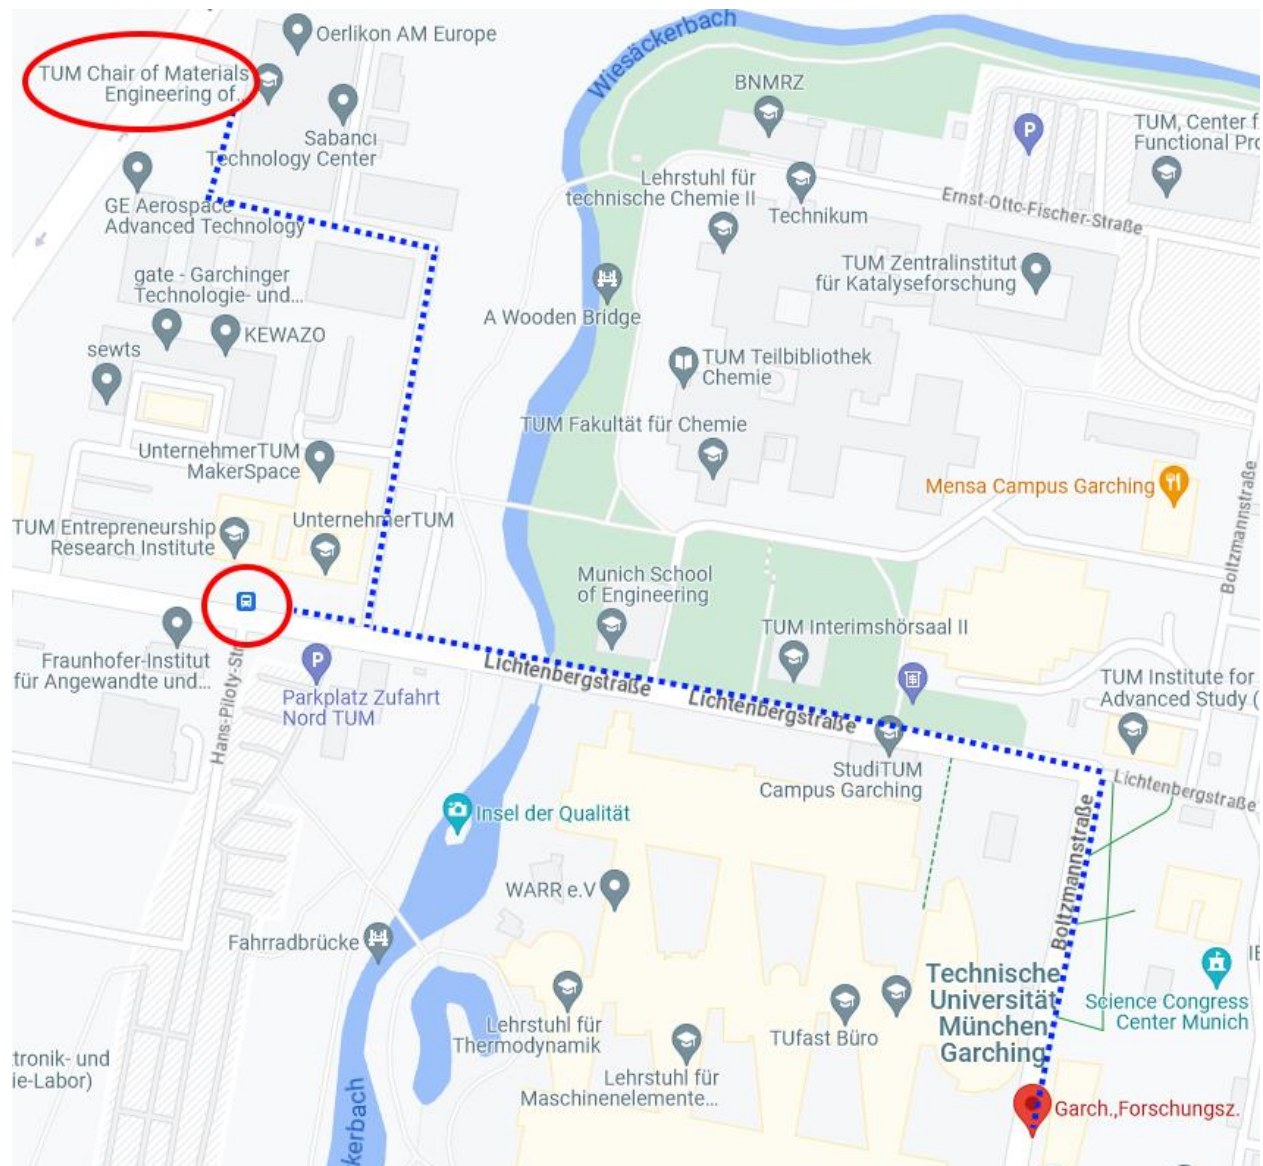 Oerlikon AM Europe
TUM Chair of Materials
Engineering of...
Sabancı
Technology Center
GE Aerospace
Advanced Technology
gate - Garchinger
Technologie- und...
KEWAZO
sewts
UnternehmerTUM
MakerSpace
TUM Entrepreneurship
Research Institute
UnternehmerTUM
Fraunhofer-Institut
für Angewandte und...
Hans-Piloty-Str
P
Parkplatz Zufahrt
Nord TUM
Wiesäckerbach
BNMRZ
P
TUM, Center f
Functional Pro
Lehrstuhl für
technische Chemie II
Technikum
Ernst-Otto-Fischer-Straße
TUM Zentralinstitut
für Katalyseforschung
A Wooden Bridge
TUM Teilbibliothek
Chemie
TUM Fakultät für Chemie
Mensa Campus Garching
Boltzmannstraße
Munich School
of Engineering
TUM Interimshörsaal II
TUM Institute for
Advanced Study (
Lichtenbergstraße
Lichtenbergstraße
Lichtenbergstraße
StudiTUM
Campus Garching
Boltzmannstraße
Insel der Qualität
WARR e.V
Fahrradbrücke
Technische
Universität
München
Garching
Science Congress
Center Munich
IE
Lehrstuhl für
Thermodynamik
TUfast Büro
Lehrstuhl für
Maschinenelemente...
Garch.,Forschungsz.
tronik- und
ie-Labor)
kerbach